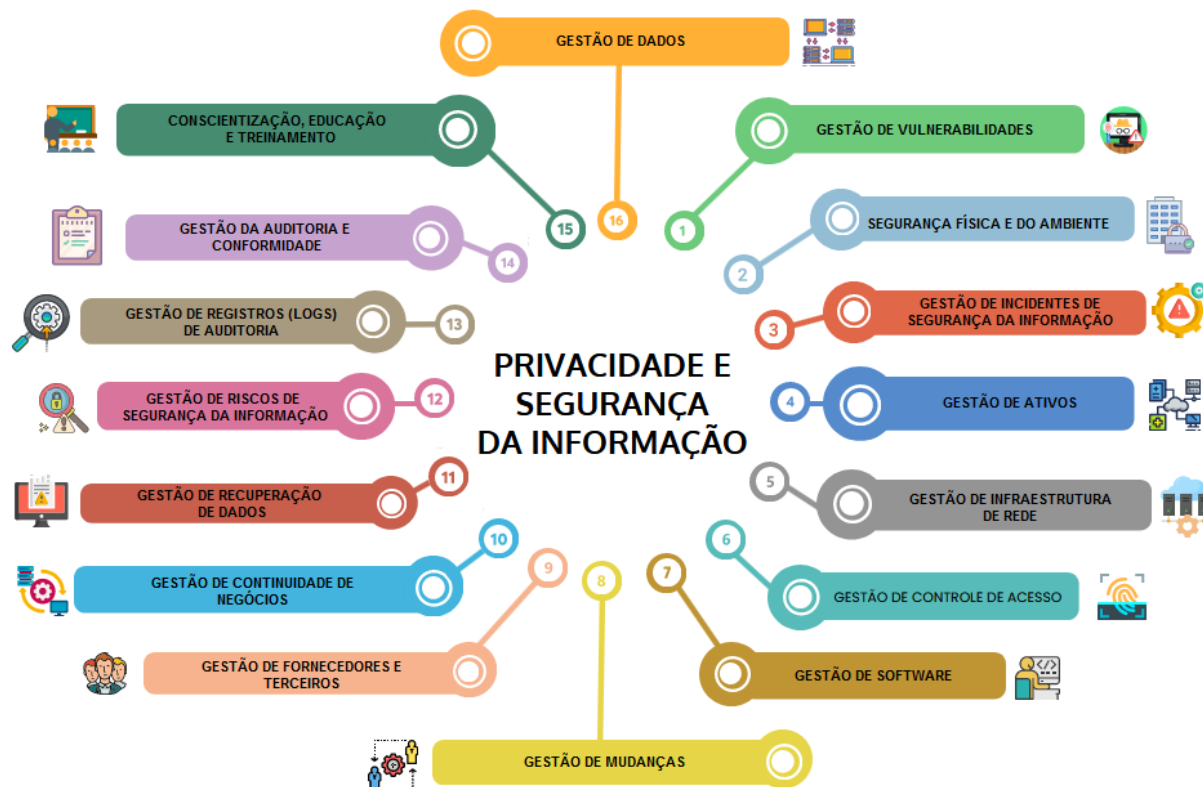 GESTÃO DE DADOS
CONSCIENTIZAÇÃO, EDUCAÇÃO
E TREINAMENTO
GESTÃO DE VULNERABILIDADES
15
16
1
GESTÃO DA AUDITORIA E
CONFORMIDADE
SEGURANÇA FÍSICA E DO AMBIENTE
14
2
GESTÃO DE REGISTROS (LOGS)
DE AUDITORIA
13
3
GESTÃO DE INCIDENTES DE
SEGURANÇA DA INFORMAÇÃO
PRIVACIDADE E
SEGURANÇA
DA INFORMAÇÃO
GESTÃO DE RISCOS DE
SEGURANÇA DA INFORMAÇÃO
12
4
GESTÃO DE ATIVOS
GESTÃO DE RECUPERAÇÃO
DE DADOS
11
5
GESTÃO DE INFRAESTRUTURA
DE REDE
GESTÃO DE CONTINUIDADE DE
NEGÓCIOS
10
6
GESTÃO DE CONTROLE DE ACESSO
9
8
7
GESTÃO DE FORNECEDORES E
TERCEIROS
GESTÃO DE SOFTWARE
GESTÃO DE MUDANÇAS